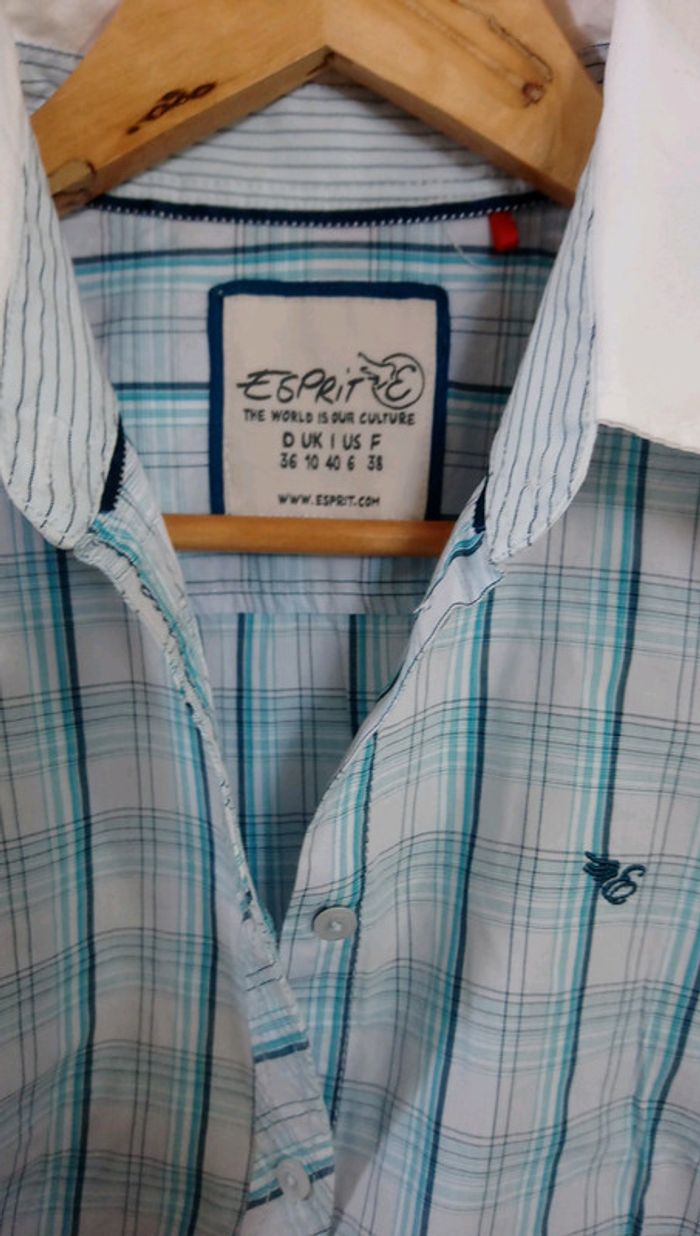 ESPRIT E
THE WORLD IS OUR CULTURE
D UK I US F
36 10 40 6 38
WWW.ESPRIT.COM
E